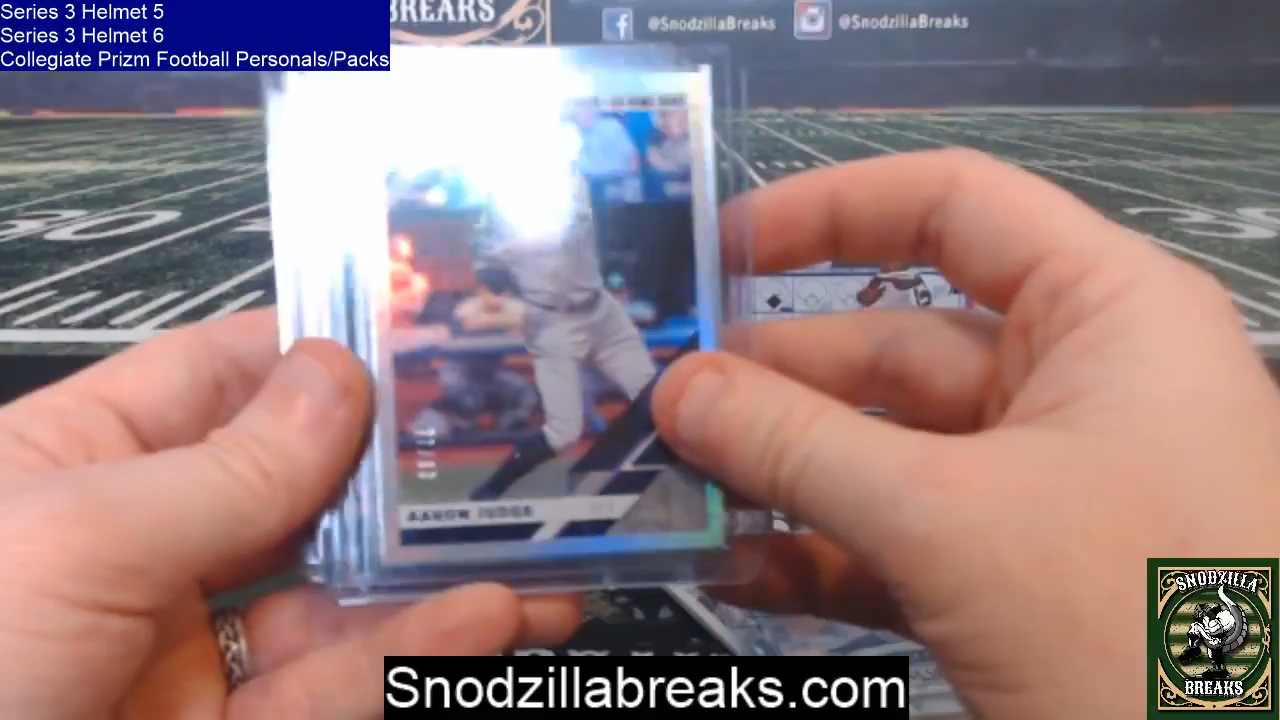 Series 3 Helmet 5
Series 3 Helmet 6
Collegiate Prizm Football Personals/Packs
BREAKS
@SnodzillaBreaks
@SnodzillaBreaks
AARON JUDGE
SNODZILLA
BREAKS
Snodzillabreaks.com